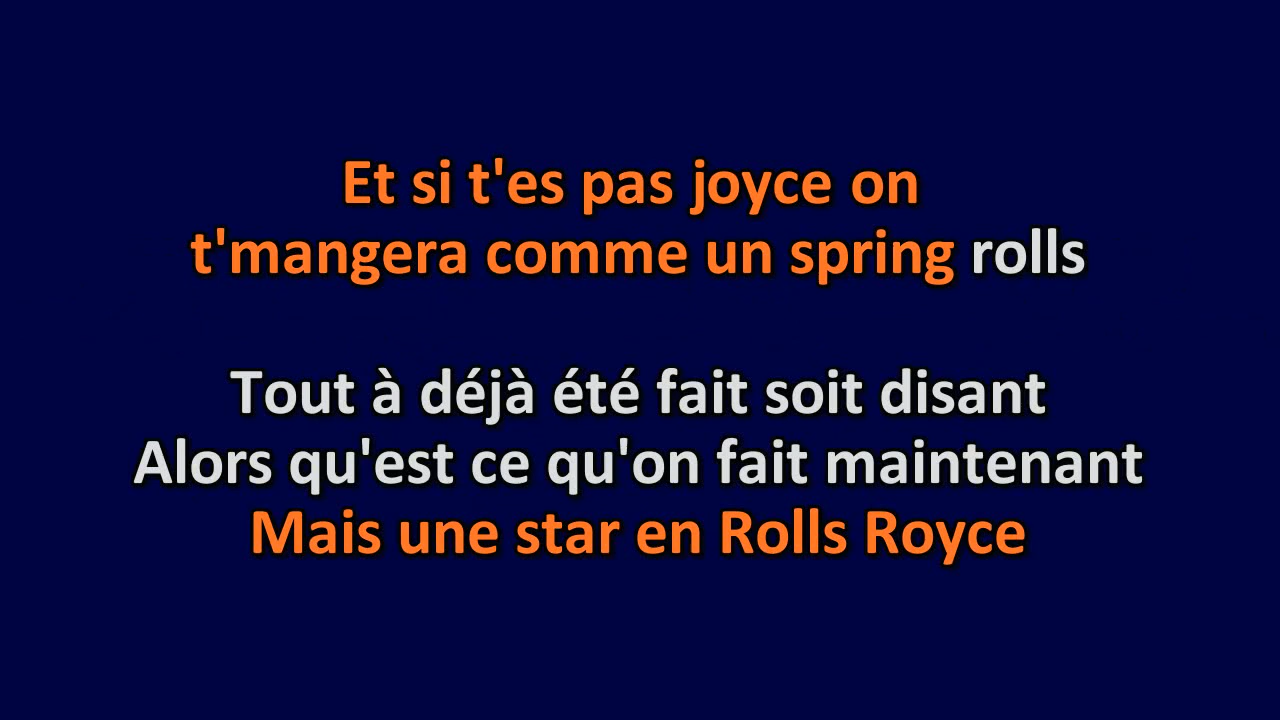 Et si t'es pas joyce on
t'mangera comme un spring rolls
Tout à déjà été fait soit disant
Alors qu'est ce qu'on fait maintenant
Mais une star en Rolls Royce